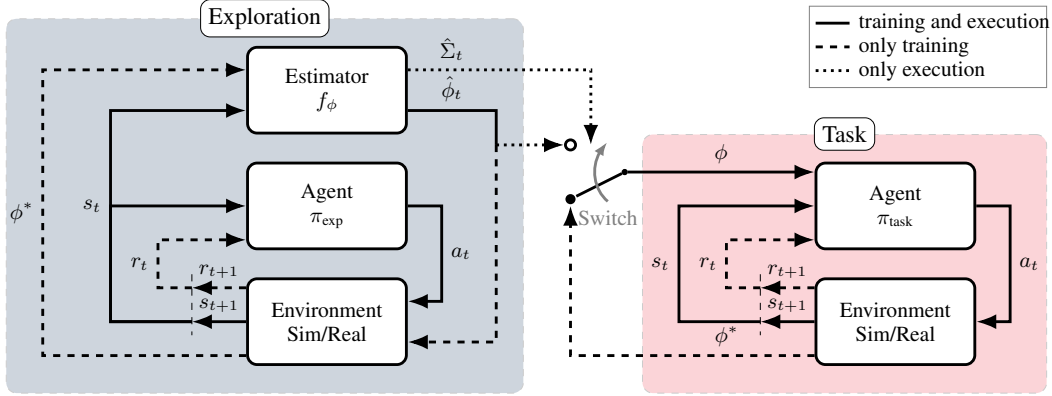 Exploration
training and execution
only training
only execution
Σ̂_t
Estimator
f_ϕ
ϕ̂_t
Task
ϕ
Agent
π_exp
Agent
π_task
ϕ*
s_t
Switch
a_t
r_t
r_{t+1}
s_{t+1}
Environment
Sim/Real
s_t
r_t
a_t
r_{t+1}
s_{t+1}
ϕ*
Environment
Sim/Real